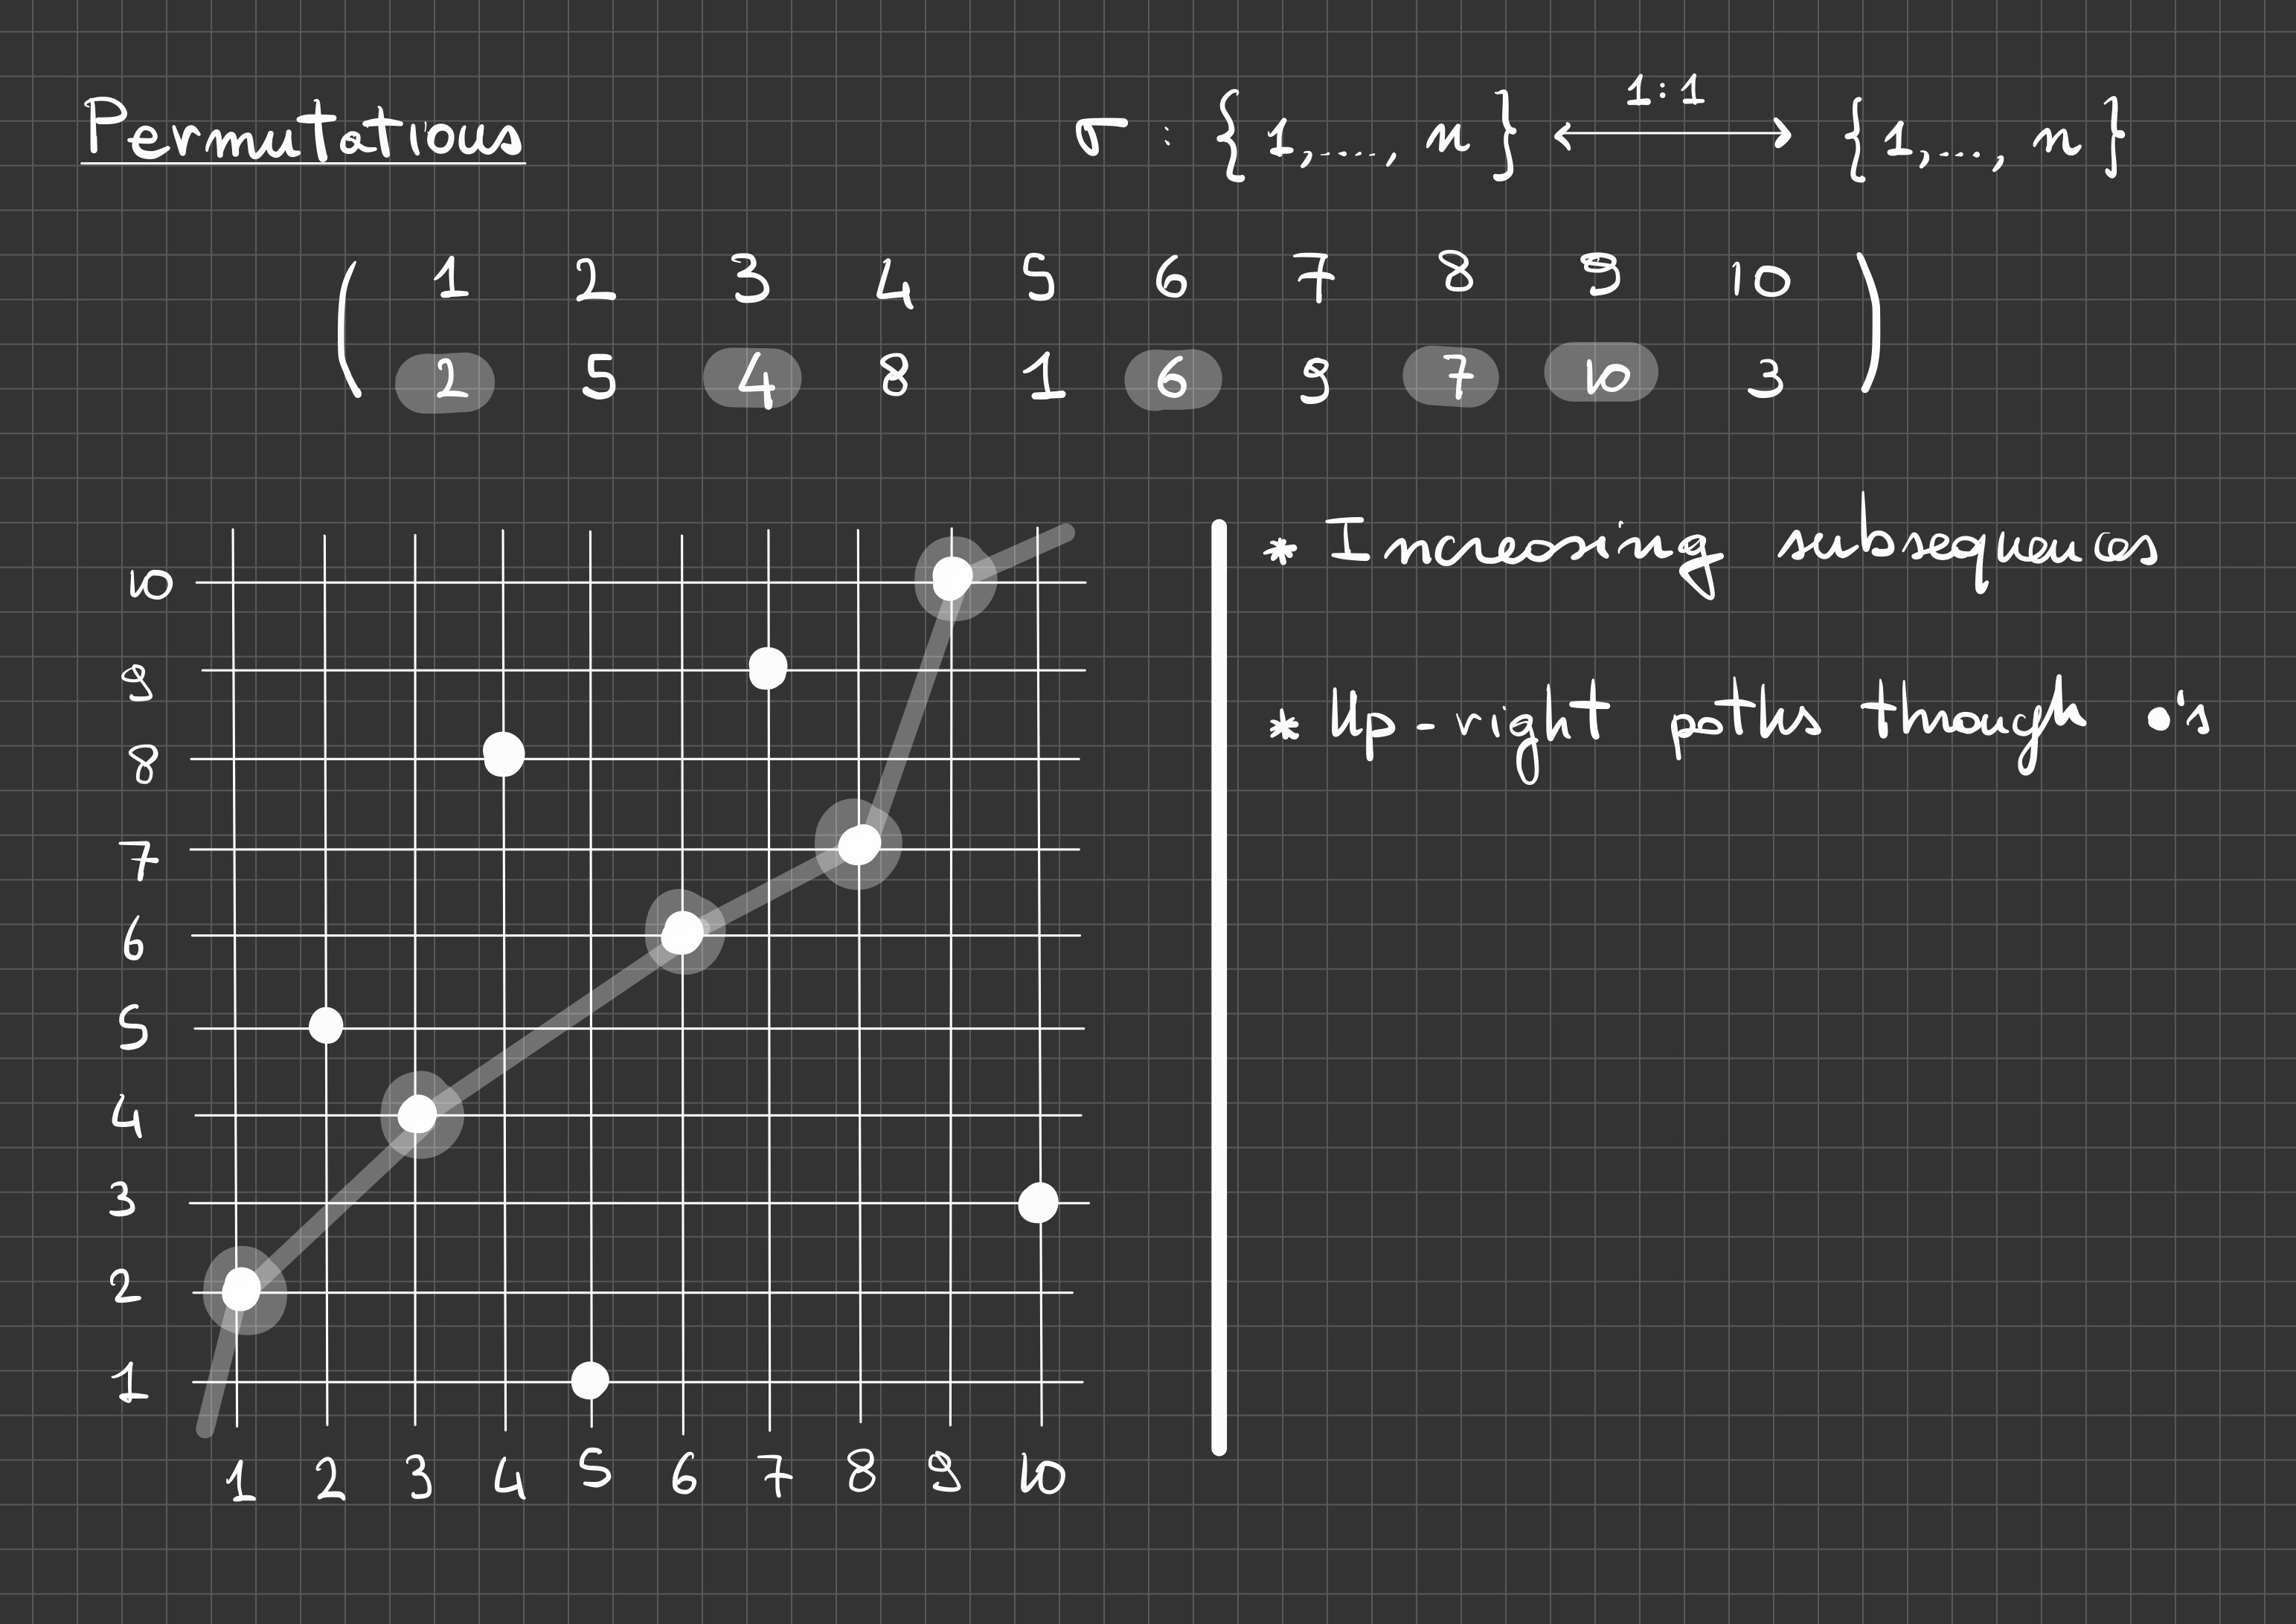 Permutations σ : {1,...., n} ⟷ {1,..., n}
1:1
( 1 2 3 4 5 6 7 8 9 10 )
( 2 5 4 8 1 6 9 7 10 3 )
* Increasing subsequences
* Up-right paths through •'s
10
9
8
7
6
5
4
3
2
1
1 2 3 4 5 6 7 8 9 10